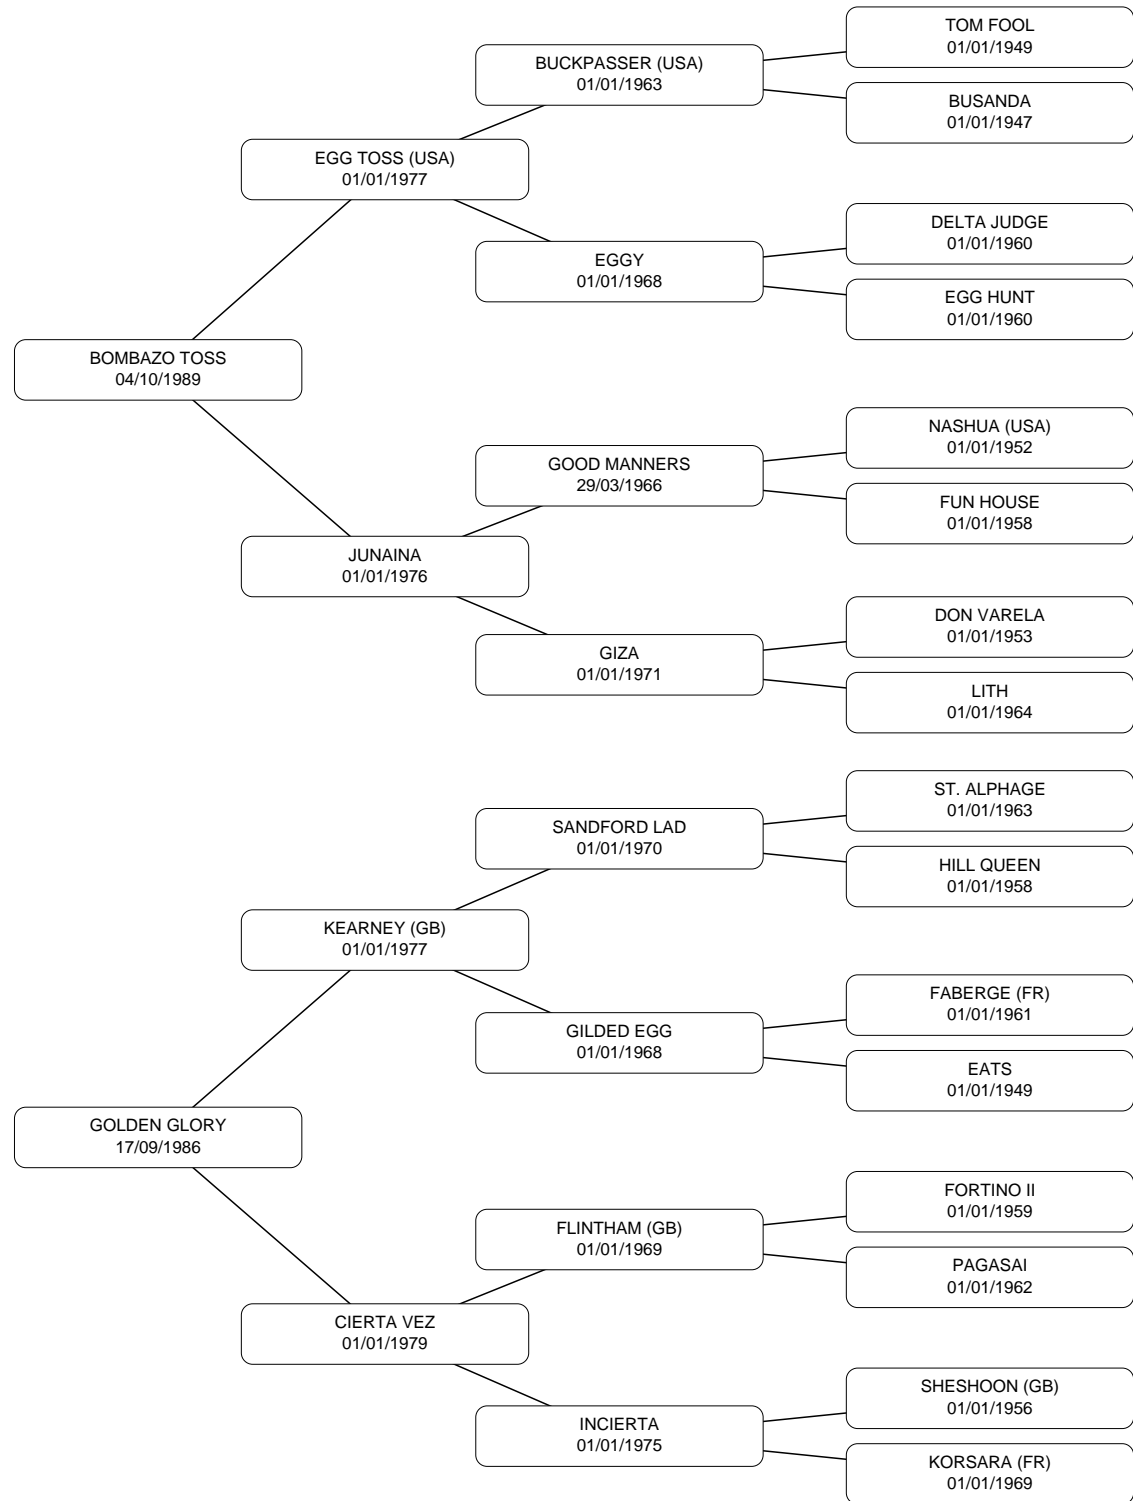 TOM FOOL
01/01/1949
BUCKPASSER (USA)
01/01/1963
BUSANDA
01/01/1947
EGG TOSS (USA)
01/01/1977
DELTA JUDGE
01/01/1960
EGGY
01/01/1968
EGG HUNT
01/01/1960
BOMBAZO TOSS
04/10/1989
NASHUA (USA)
01/01/1952
GOOD MANNERS
29/03/1966
FUN HOUSE
01/01/1958
JUNAINA
01/01/1976
DON VARELA
01/01/1953
GIZA
01/01/1971
LITH
01/01/1964
ST. ALPHAGE
01/01/1963
SANDFORD LAD
01/01/1970
HILL QUEEN
01/01/1958
KEARNEY (GB)
01/01/1977
FABERGE (FR)
01/01/1961
GILDED EGG
01/01/1968
EATS
01/01/1949
GOLDEN GLORY
17/09/1986
FORTINO II
01/01/1959
FLINTHAM (GB)
01/01/1969
PAGASAI
01/01/1962
CIERTA VEZ
01/01/1979
SHESHOON (GB)
01/01/1956
INCIERTA
01/01/1975
KORSARA (FR)
01/01/1969